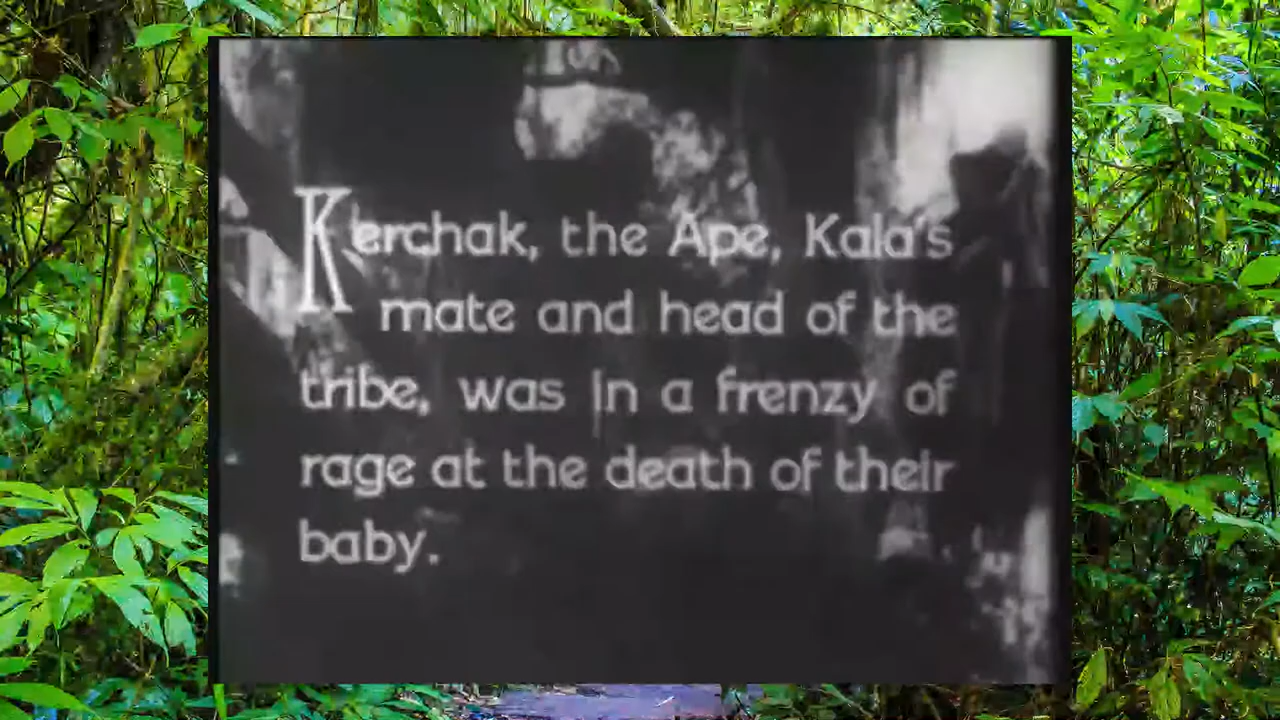 Kerchak, the Ape, Kala's
mate and head of the
tribe, was in a frenzy of
rage at the death of their
baby.